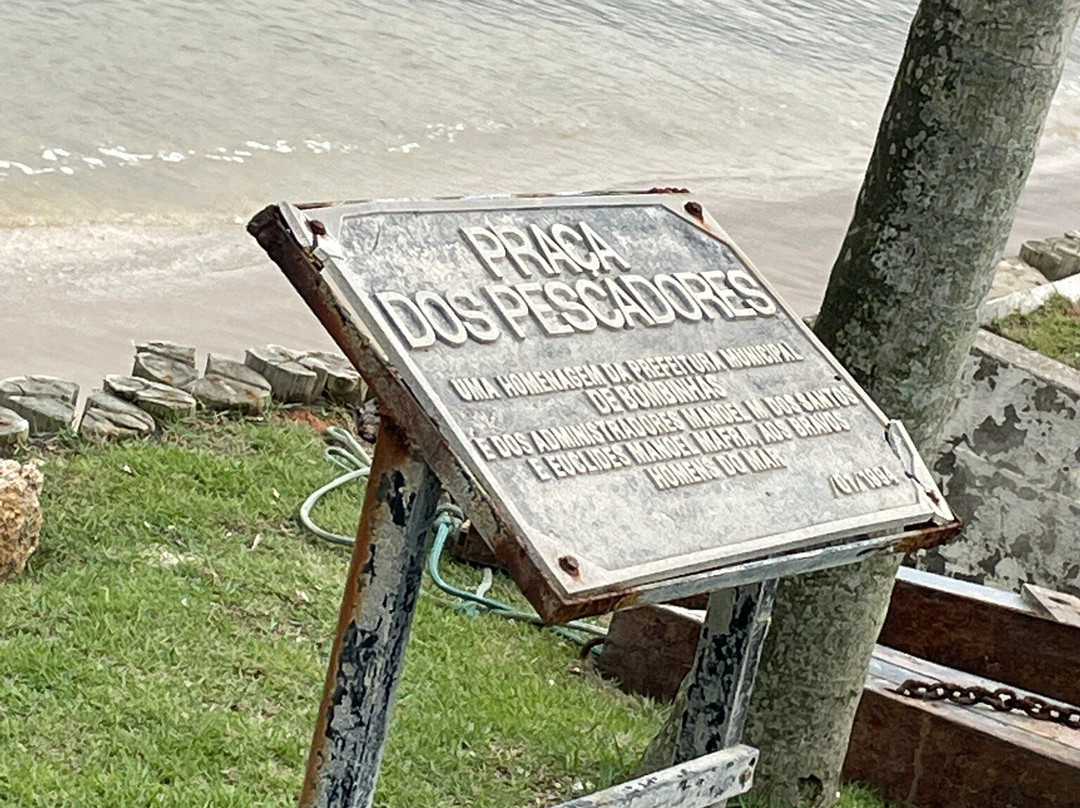 PRAÇA
DOS PESCADORES
UMA HOMENAGEM DA PREFEITURA MUNICIPAL
DE BOMBINHAS
E DOS ADMINISTRADORES MANOEL M. DOS SANTOS
E EUCLIDES MANOEL MAFRA, AOS BRAVOS
HOMENS DO MAR